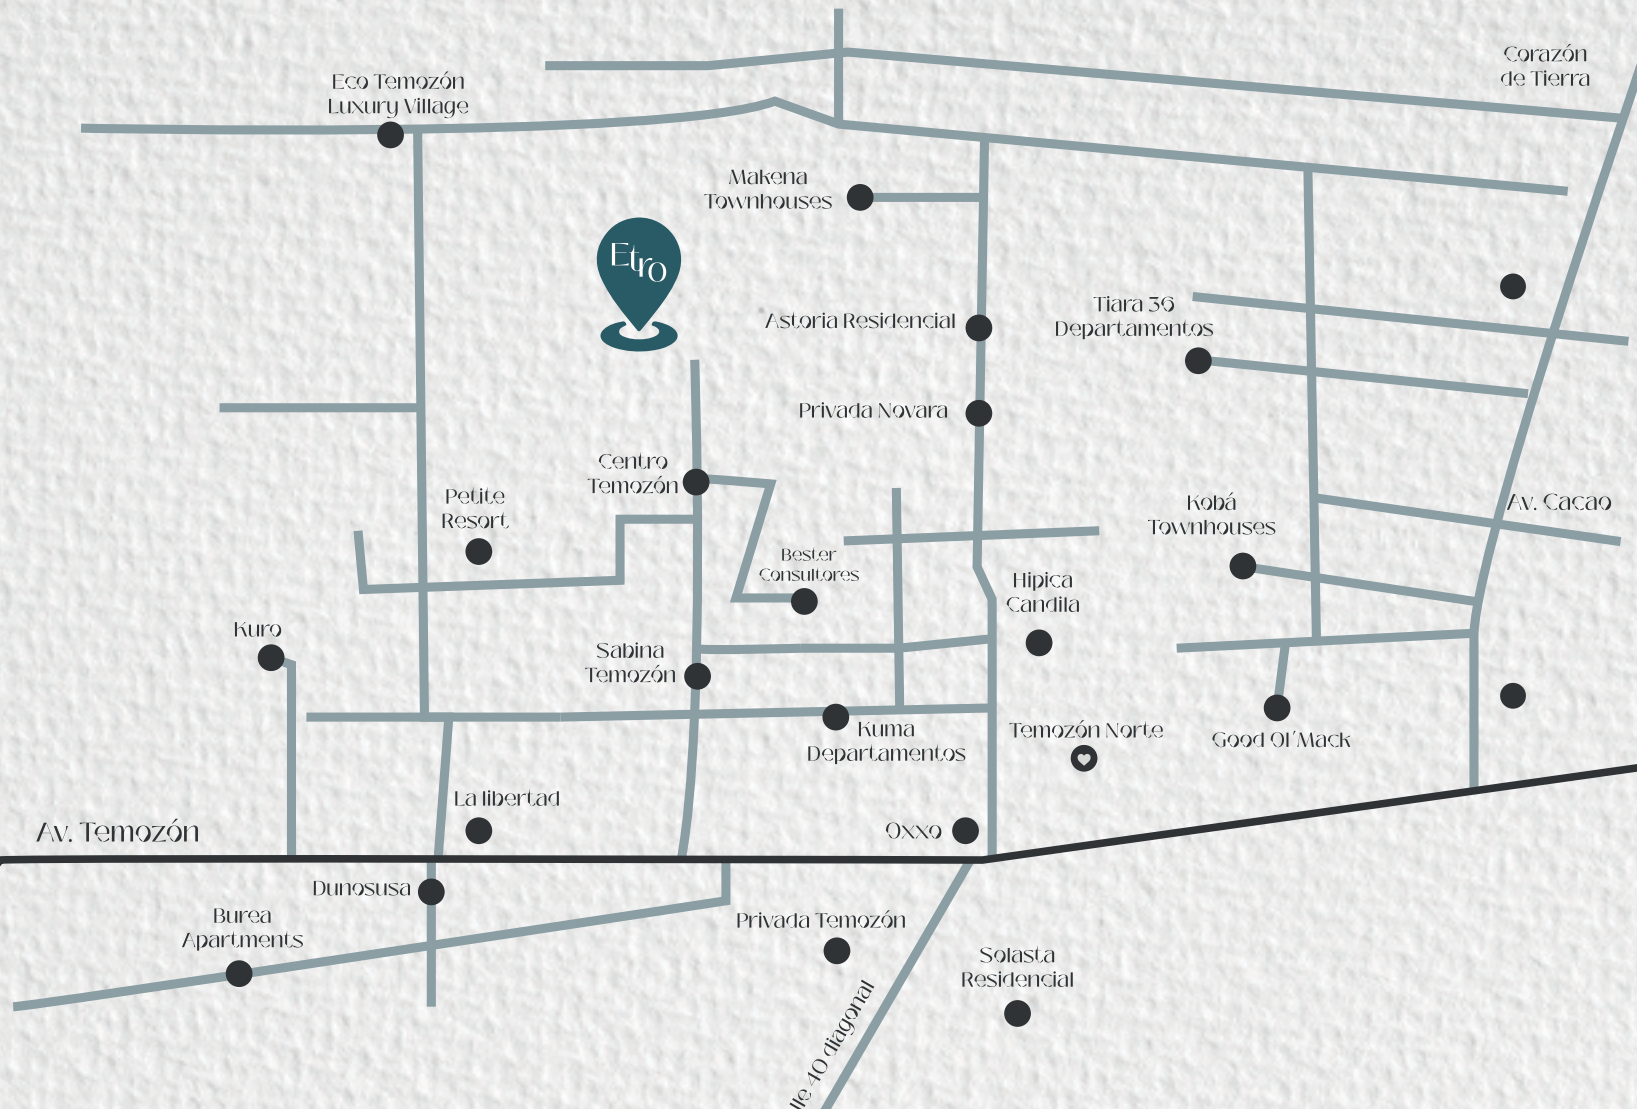 Corazón
de Tierra
Eco Temozón
Luxury Village
Makena
Townhouses
Etro
Tiara 36
Departamentos
Astoria Residencial
Privada Novara
Centro
Temozón
Petite
Resort
Kobá
Townhouses
Av. Cacao
Bester
Consultores
Hipica
Candila
Kuro
Sabina
Temozón
Kuma
Departamentos
Temozón Norte
Good Ol'Mack
La libertad
Av. Temozón
Oxxo
Dunosusa
Burea
Apartments
Privada Temozón
Solasta
Residencial
lle 40 diagonal